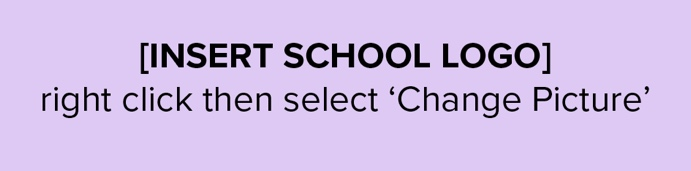 [INSERT SCHOOL LOGO]
right click then select ‘Change Picture’